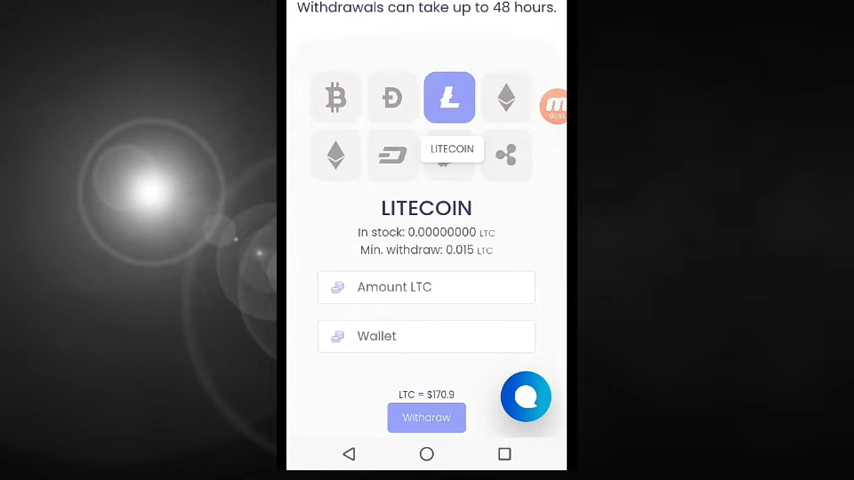 Withdrawals can take up to 48 hours.
LITECOIN
LITECOIN
In stock: 0.00000000 LTC
Min. withdraw: 0.015 LTC
Amount LTC
Wallet
LTC = $170.9
Withdraw